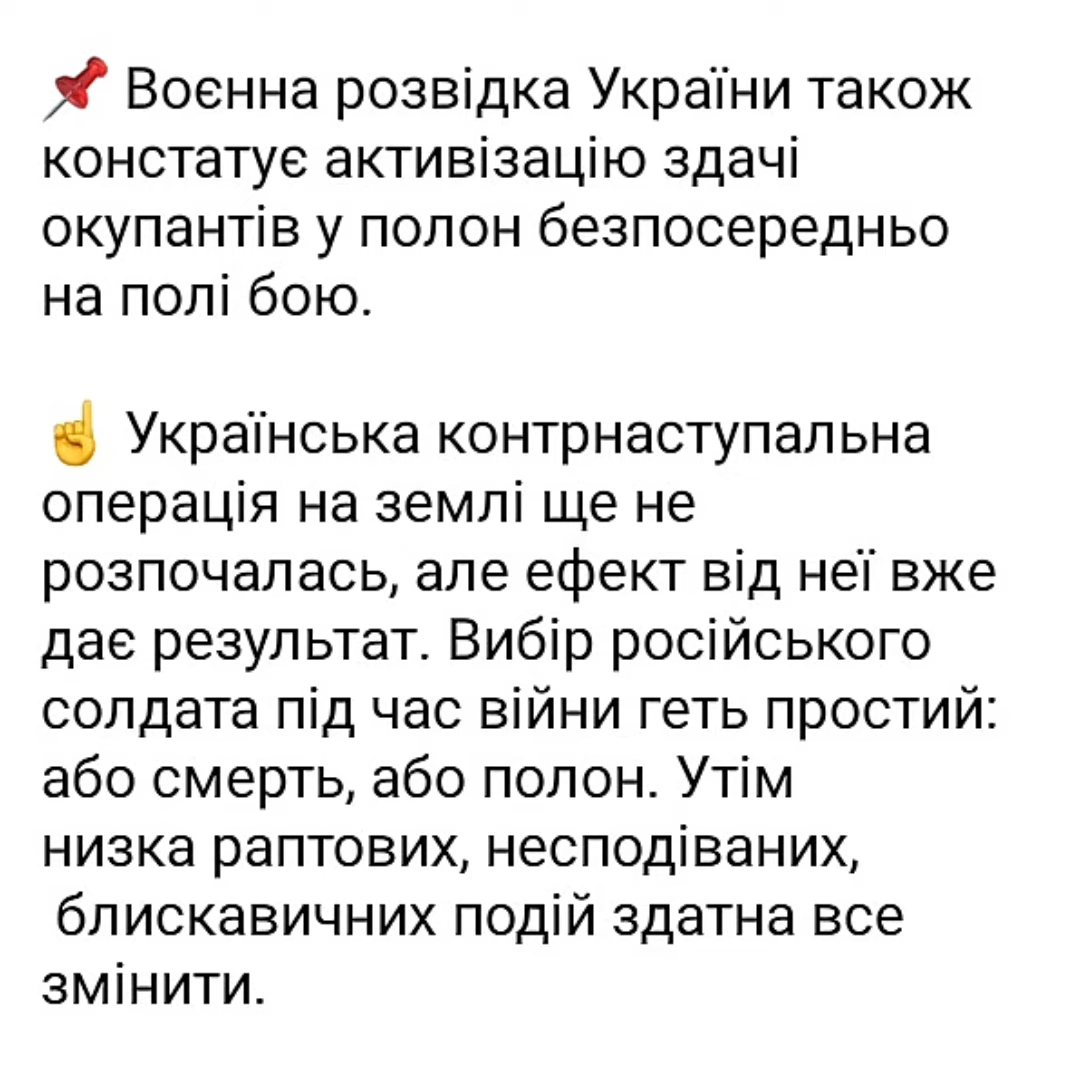 📌 Воєнна розвідка України також
констатує активізацію здачі
окупантів у полон безпосередньо
на полі бою.
☝️ Українська контрнаступальна
операція на землі ще не
розпочалась, але ефект від неї вже
дає результат. Вибір російського
солдата під час війни геть простий:
або смерть, або полон. Утім
низка раптових, несподіваних,
блискавичних подій здатна все
змінити.